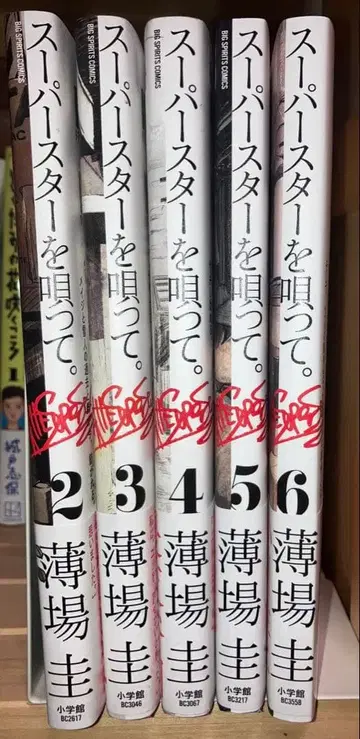 BIG SPIRITS COMICS
スーパースターを唄って。
2
薄場圭
小学館
BC2617
BIG SPIRITS COMICS
スーパースターを唄って。
3
薄場圭
小学館
BC3046
BIG SPIRITS COMICS
スーパースターを唄って。
4
薄場圭
小学館
BC3067
BIG SPIRITS COMICS
スーパースターを唄って。
5
薄場圭
小学館
BC3217
BIG SPIRITS COMICS
スーパースターを唄って。
6
薄場圭
小学館
BC3558